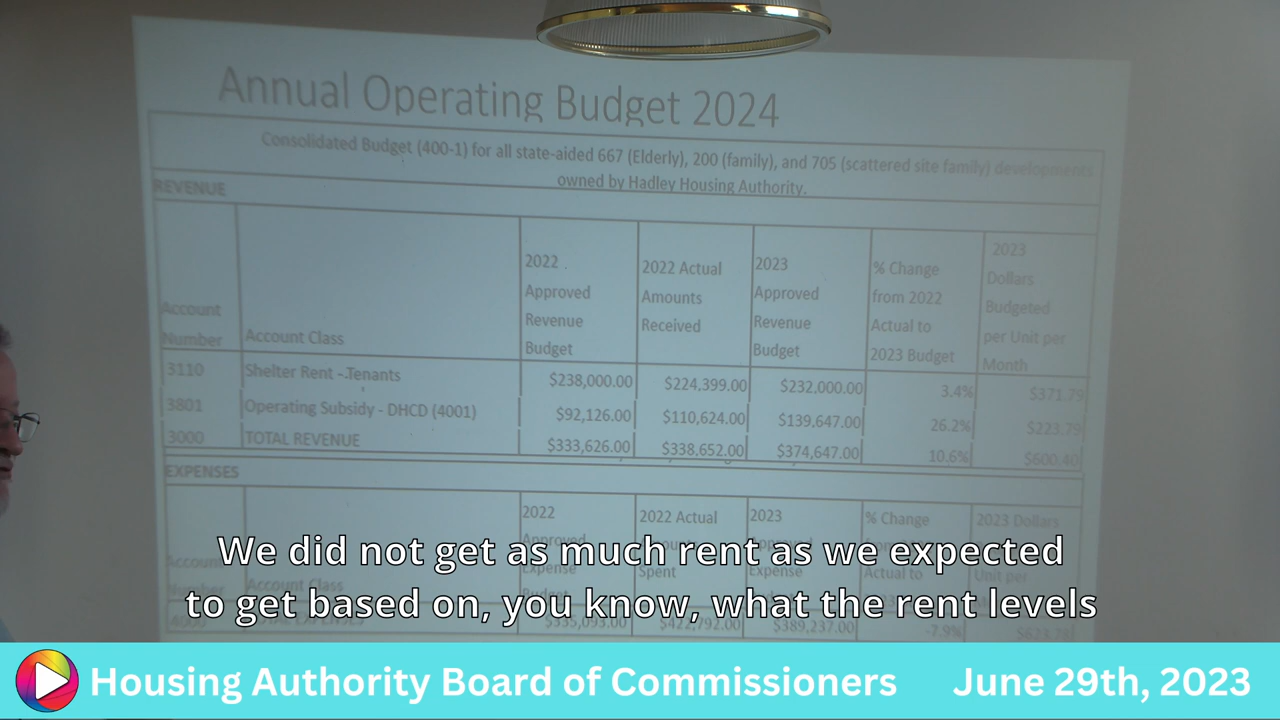 Annual Operating Budget 2024
Consolidated Budget (400-1) for all state-aided 667 (Elderly), 200 (family), and 705 (scattered site family) developments
owned by Hadley Housing Authority.
REVENUE
Account Number Account Class 2022 Approved Revenue Budget 2022 Actual Amounts Received 2023 Approved Revenue Budget % Change from 2022 Actual to 2023 Budget 2023 Dollars Budgeted per Unit per Month
3110 Shelter Rent - Tenants $238,000.00 $224,399.00 $232,000.00 3.4% $371.79
3801 Operating Subsidy - DHCD (4001) $92,126.00 $110,624.00 $139,647.00 26.2% $223.79
3000 TOTAL REVENUE $333,626.00 $338,652.00 $374,647.00 10.6% $600.40
EXPENSES
Account Account Class 2022 Expense 2022 Actual Spent 2023 Expense % Change Actual to 2023 Dollars Unit per
$335,093.00 $422,792.00 $389,237.00 -7.9%
We did not get as much rent as we expected
to get based on, you know, what the rent levels
Housing Authority Board of Commissioners June 29th, 2023